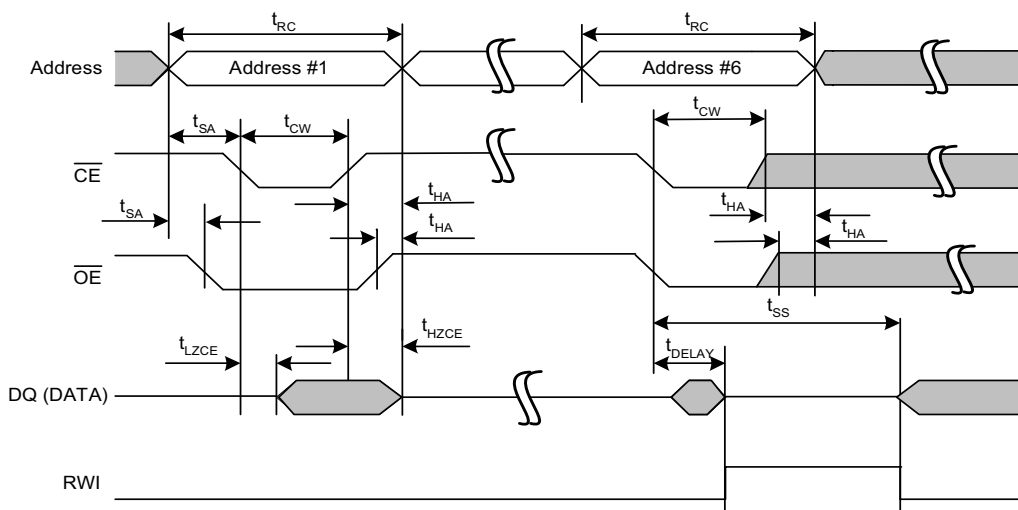 tRC tRC
Address Address #1 Address #6
tCW
tSA tCW
CE
tHA tHA
tSA
tHA tHA
OE
tSS
tHZCE
tLZCE tDELAY
DQ (DATA)
RWI